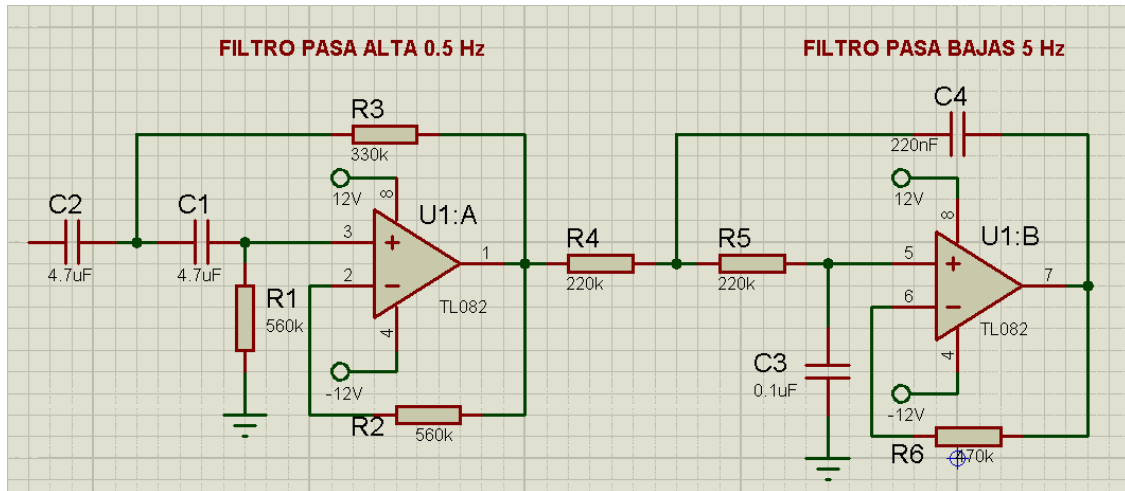 FILTRO PASA ALTA 0.5 Hz
FILTRO PASA BAJAS 5 Hz
R3
330k
C4
220nF
12V
8
12V
8
C2
4.7uF
C1
4.7uF
U1:A
3
2
1
TL082
4
-12V
R1
560k
R2
560k
R4
220k
R5
220k
U1:B
5
6
7
TL082
4
-12V
C3
0.1uF
R6
470k